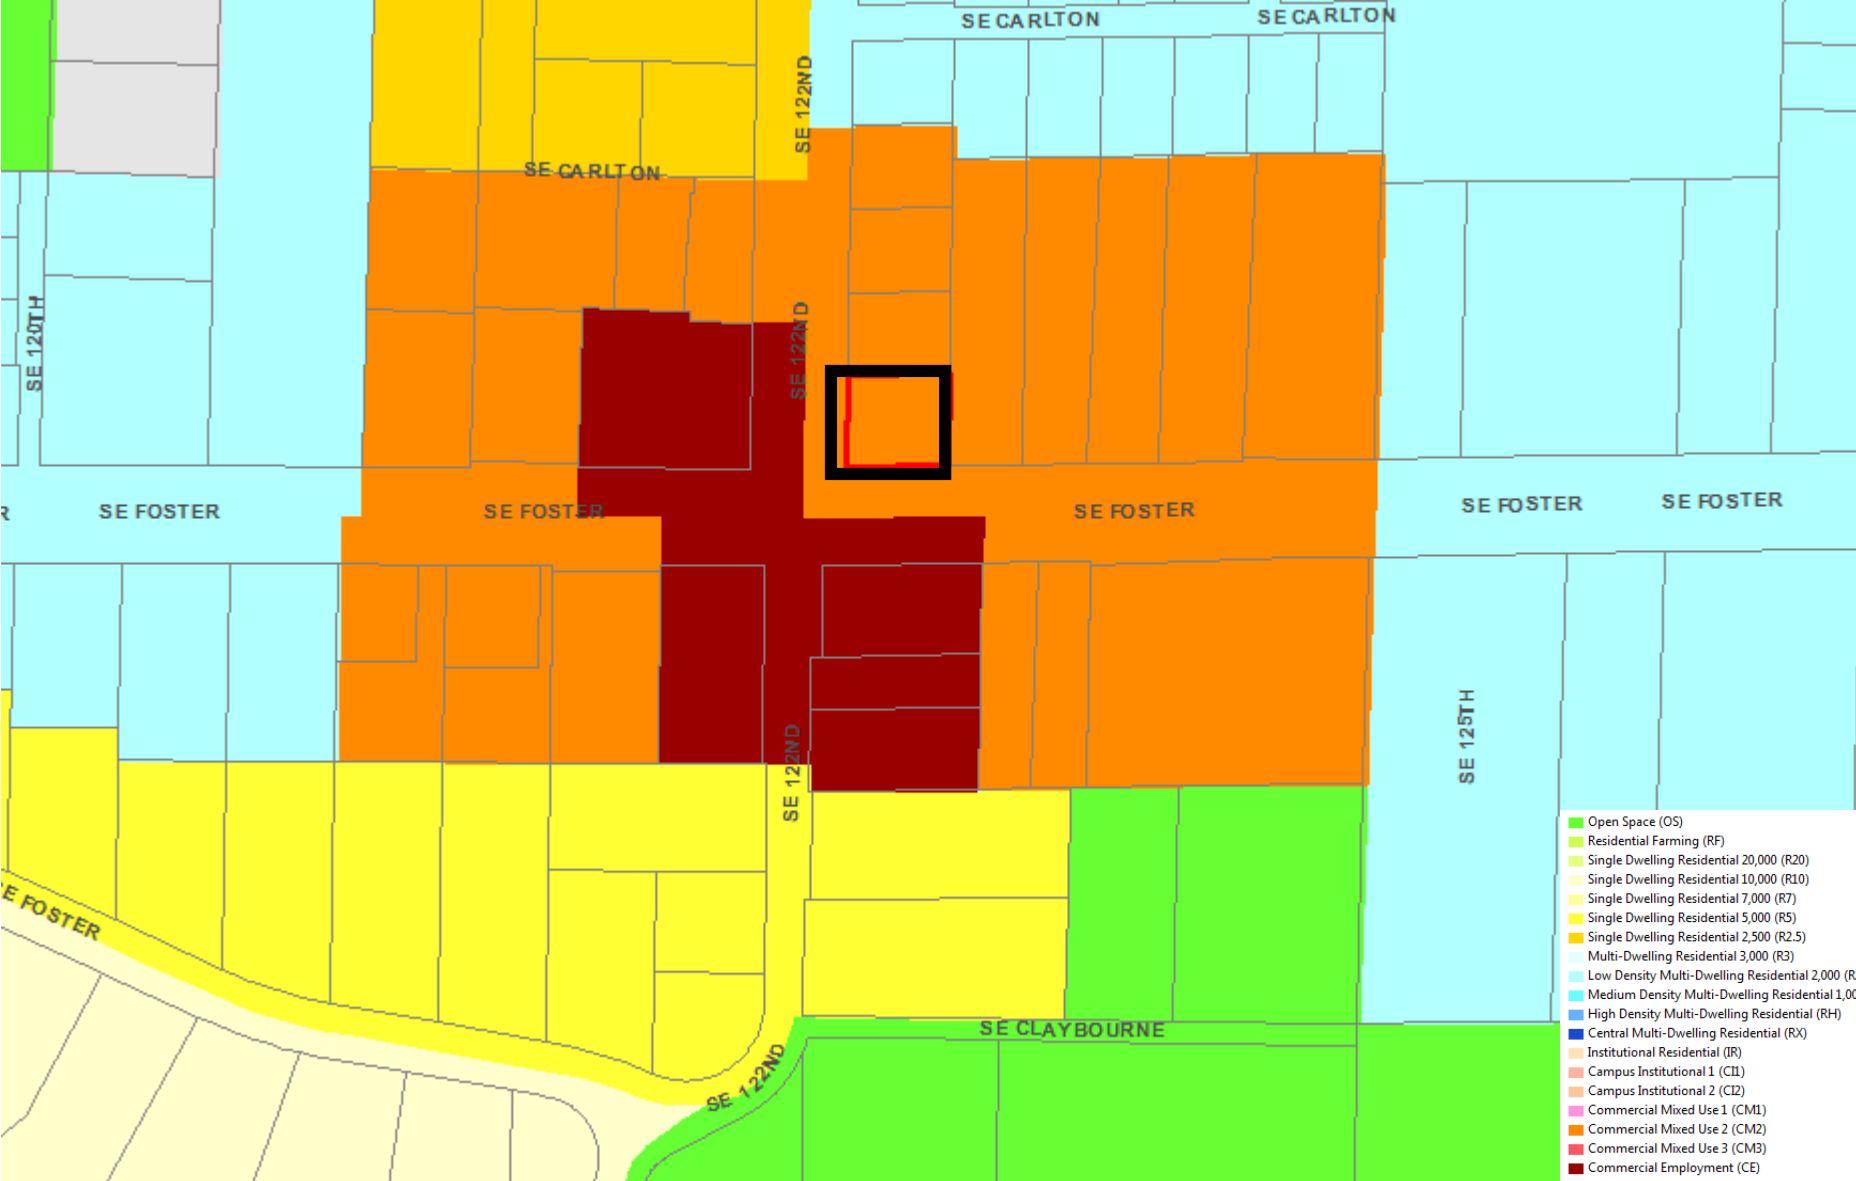 SE CARLTON
SE CARLTON
SE 122ND
SE CARLTON
SE 120TH
SE 122ND
R
SE FOSTER
SE FOSTER
SE FOSTER
SE FOSTER
SE FOSTER
SE 122ND
SE 125TH
E FOSTER
SE CLAYBOURNE
SE 122ND
Open Space (OS)
Residential Farming (RF)
Single Dwelling Residential 20,000 (R20)
Single Dwelling Residential 10,000 (R10)
Single Dwelling Residential 7,000 (R7)
Single Dwelling Residential 5,000 (R5)
Single Dwelling Residential 2,500 (R2.5)
Multi-Dwelling Residential 3,000 (R3)
Low Density Multi-Dwelling Residential 2,000 (R
Medium Density Multi-Dwelling Residential 1,00
High Density Multi-Dwelling Residential (RH)
Central Multi-Dwelling Residential (RX)
Institutional Residential (IR)
Campus Institutional 1 (CI1)
Campus Institutional 2 (CI2)
Commercial Mixed Use 1 (CM1)
Commercial Mixed Use 2 (CM2)
Commercial Mixed Use 3 (CM3)
Commercial Employment (CE)